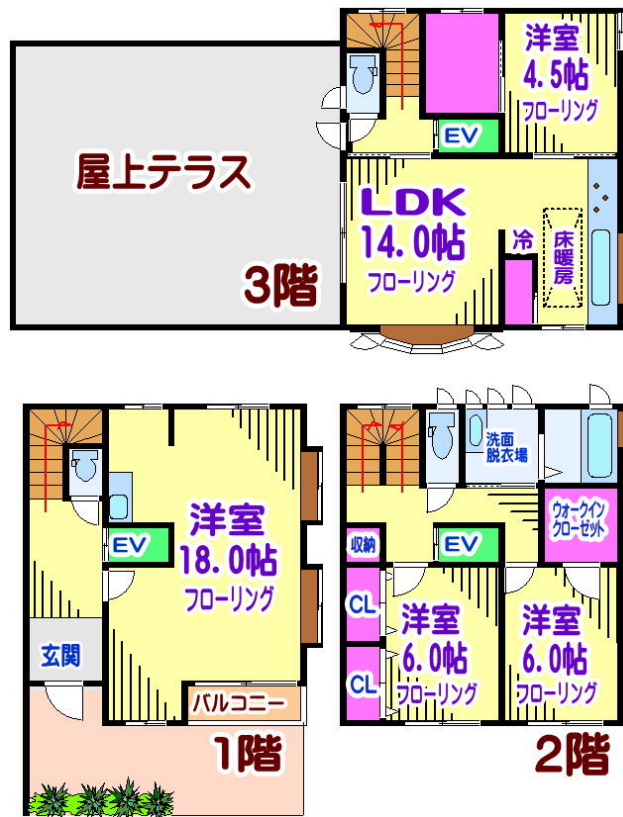 洋室
4.5帖
フローリング
EV
屋上テラス
LDK
14.0帖
フローリング
冷
床暖房
3階
洋室
18.0帖
フローリング
EV
玄関
バルコニー
1階
洗面
脱衣場
ウォークイン
クローゼット
収納
EV
CL
CL
洋室
6.0帖
フローリング
洋室
6.0帖
フローリング
2階